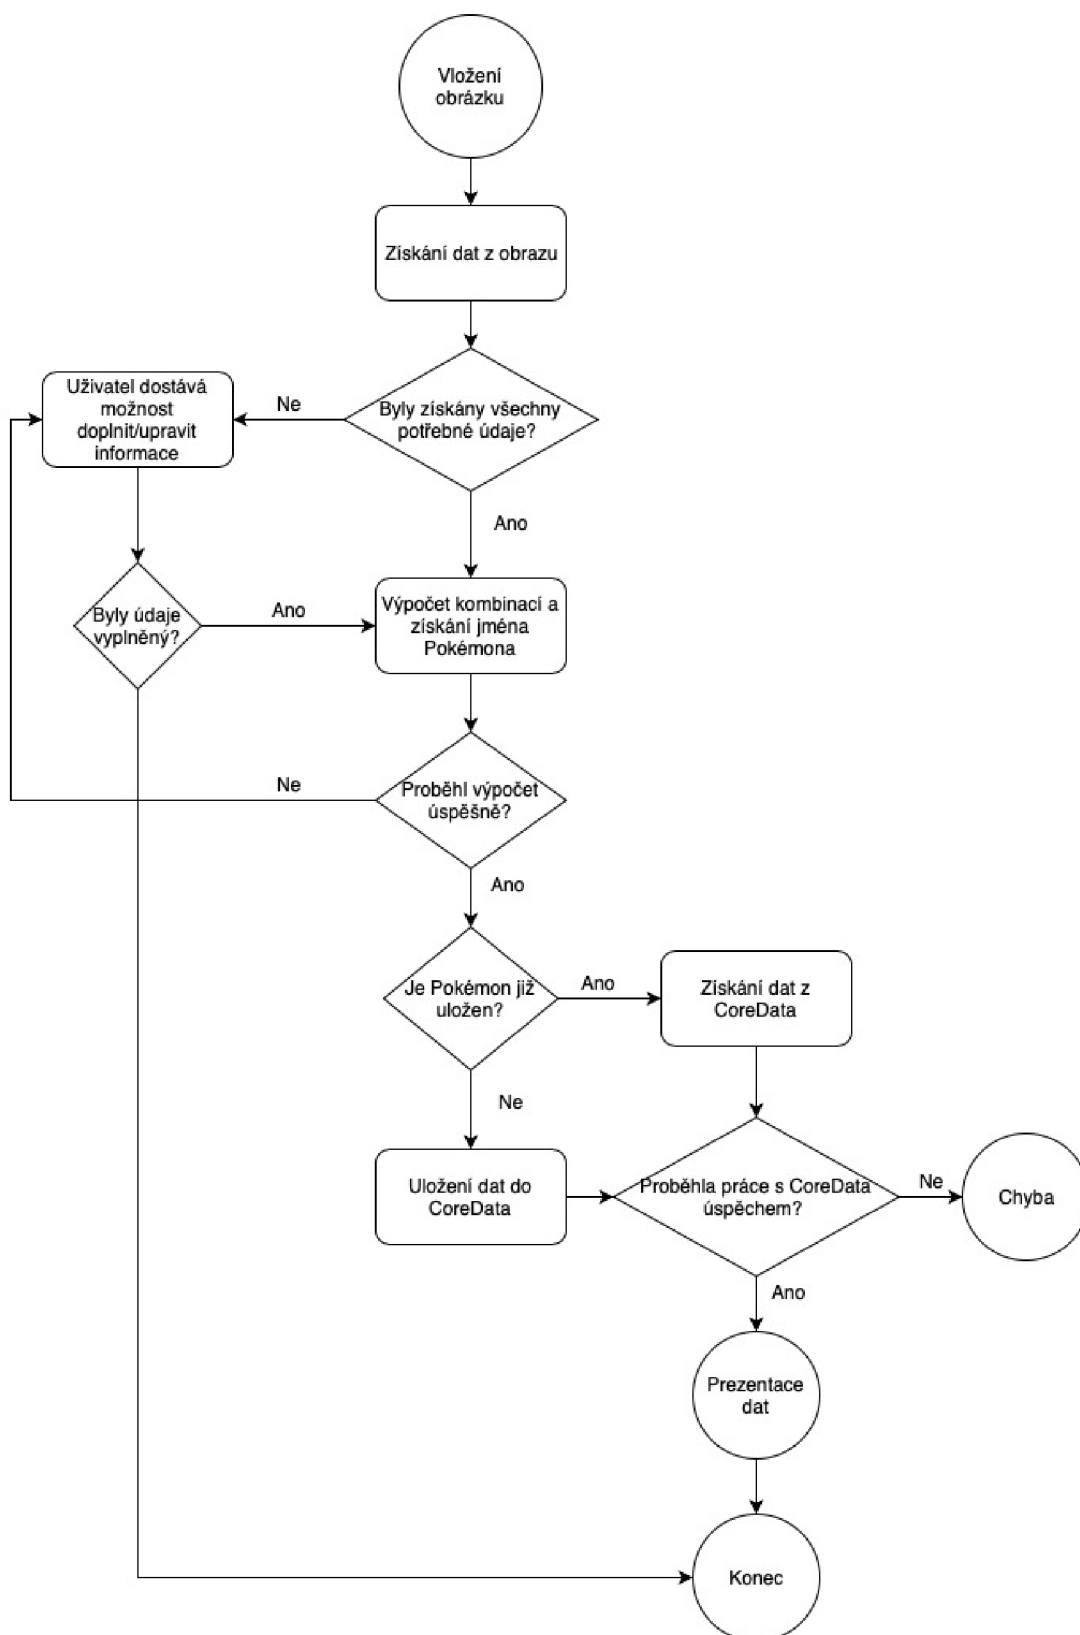 Vložení
obrázku
Získání dat z obrazu
Byly získány všechny
potřebné údaje?
Ne
Uživatel dostává
možnost
doplnit/upravit
informace
Ano
Byly údaje
vyplněný?
Ano
Výpočet kombinací a
získání jména
Pokémona
Proběhl výpočet
úspěšně?
Ne
Ano
Je Pokémon již
uložen?
Ano
Získání dat z
CoreData
Ne
Uložení dat do
CoreData
Proběhla práce s CoreData
úspěchem?
Ne
Chyba
Ano
Prezentace
dat
Konec